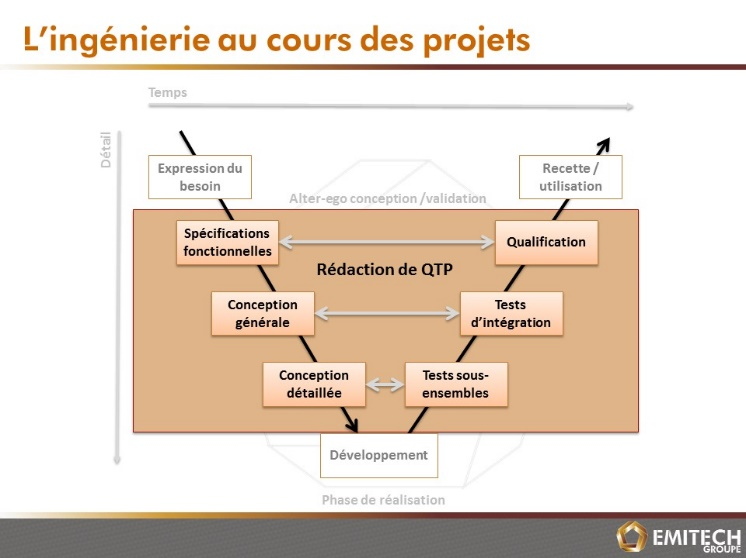 L'ingénierie au cours des projets
Temps
Détail
Expression du
besoin
Recette /
utilisation
Alter-ego conception /validation
Spécifications
fonctionnelles
Qualification
Rédaction de QTP
Conception
générale
Tests
d'intégration
Conception
détaillée
Tests sous-
ensembles
Développement
Phase de réalisation
EMITECH
GROUPE